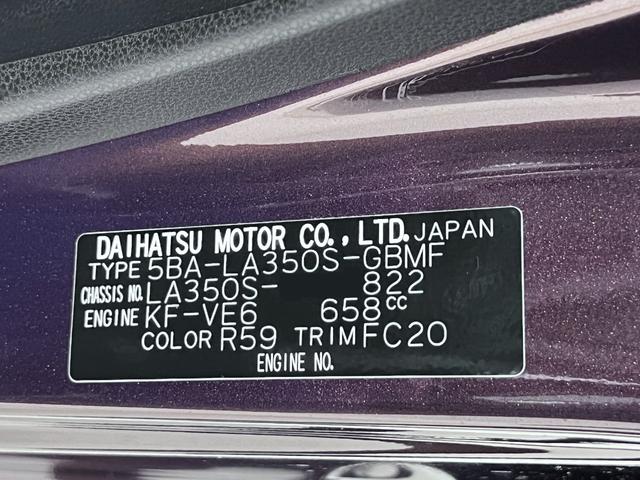 DAIHATSU MOTOR CO., LTD. JAPAN
TYPE 5BA-LA350S-GBMF
CHASSIS NO. LA350S- 822
ENGINE KF-VE6 658CC
COLOR R59 TRIM FC20
ENGINE NO.